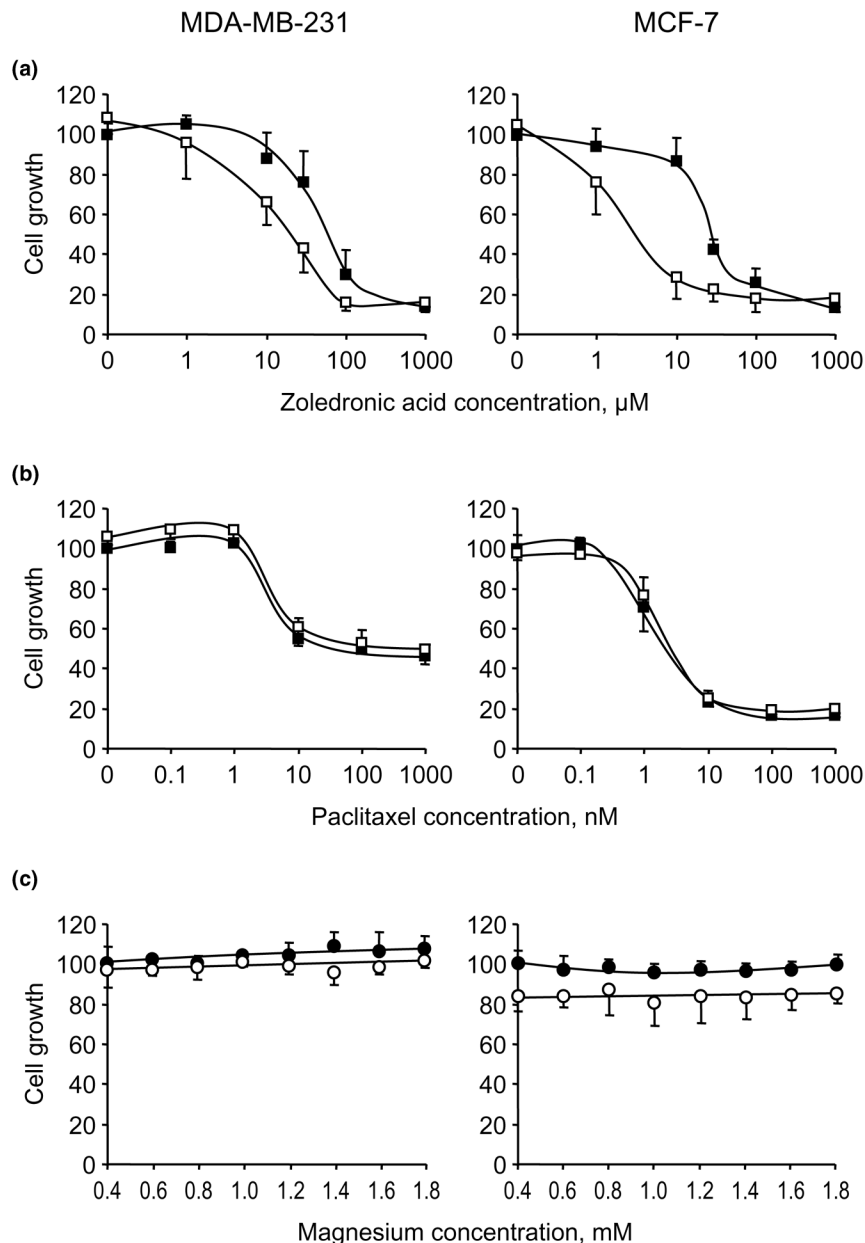 MDA-MB-231 MCF-7
(a)
120 120
100 100
80 80
60 60
40 40
20 20
0 0
Cell growth
0 1 10 100 1000 0 1 10 100 1000
Zoledronic acid concentration, µM
(b)
120 120
100 100
80 80
60 60
40 40
20 20
0 0
Cell growth
0 0.1 1 10 100 1000 0 0.1 1 10 100 1000
Paclitaxel concentration, nM
(c)
120 120
100 100
80 80
60 60
40 40
20 20
0 0
Cell growth
0.4 0.6 0.8 1.0 1.2 1.4 1.6 1.8 0.4 0.6 0.8 1.0 1.2 1.4 1.6 1.8
Magnesium concentration, mM